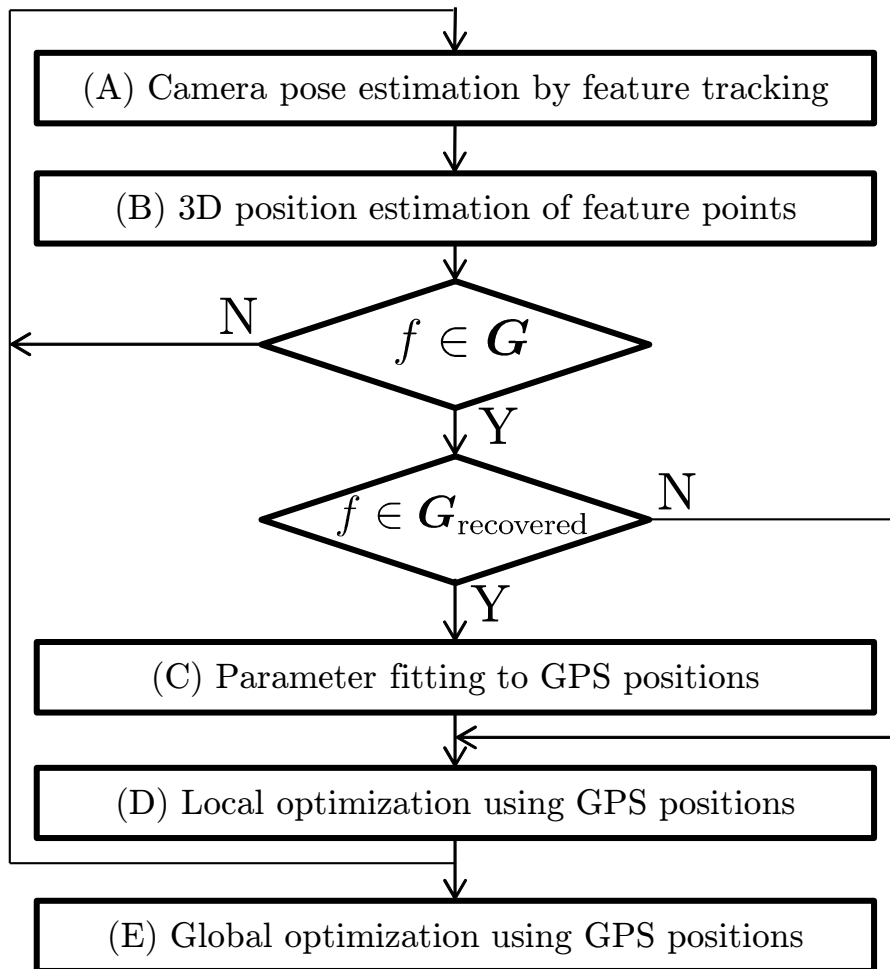 (A) Camera pose estimation by feature tracking
(B) 3D position estimation of feature points
N
f ∈ G
Y
N
f ∈ G_recovered
Y
(C) Parameter fitting to GPS positions
(D) Local optimization using GPS positions
(E) Global optimization using GPS positions